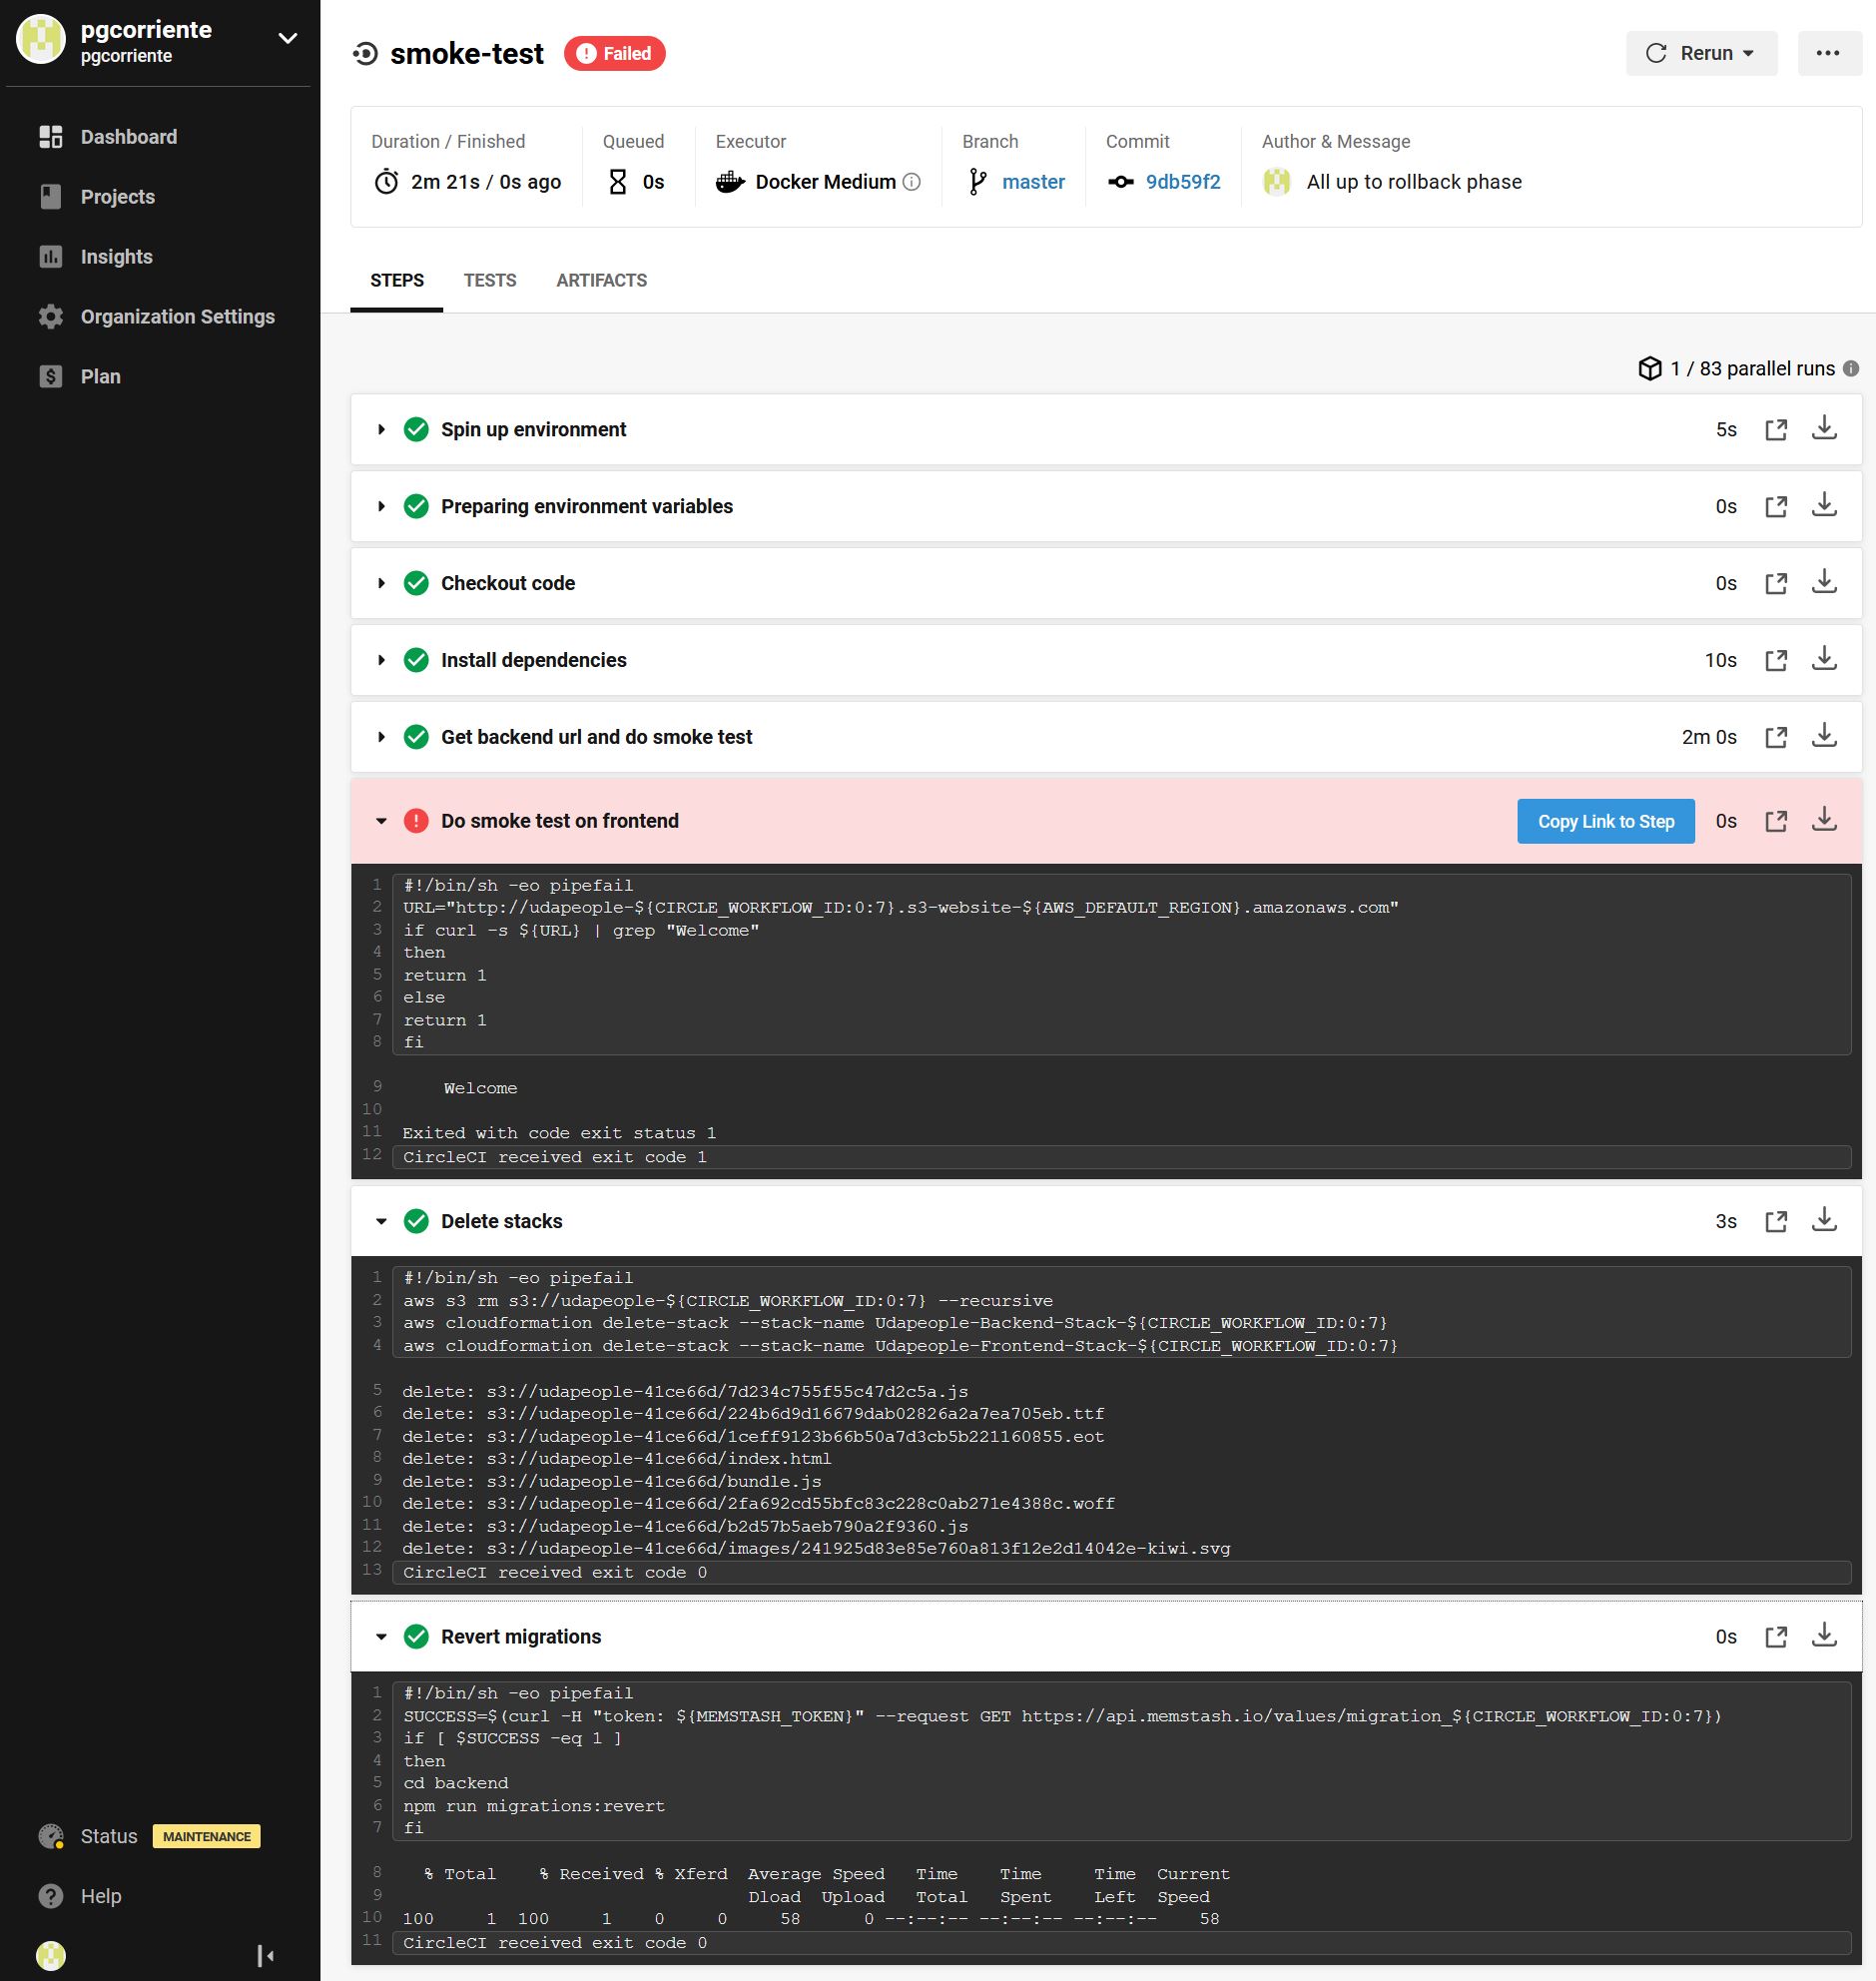 pgcorriente
pgcorriente
Dashboard
Projects
Insights
Organization Settings
Plan
Status MAINTENANCE
Help
smoke-test Failed
Rerun
Duration / Finished Queued Executor Branch Commit Author & Message
2m 21s / 0s ago 0s Docker Medium master 9db59f2 All up to rollback phase
STEPS TESTS ARTIFACTS
1 / 83 parallel runs
Spin up environment 5s
Preparing environment variables 0s
Checkout code 0s
Install dependencies 10s
Get backend url and do smoke test 2m 0s
Do smoke test on frontend Copy Link to Step 0s
1 #!/bin/sh -eo pipefail
2 URL="http://udapeople-${CIRCLE_WORKFLOW_ID:0:7}.s3-website-${AWS_DEFAULT_REGION}.amazonaws.com"
3 if curl -s ${URL} | grep "Welcome"
4 then
5 return 1
6 else
7 return 1
8 fi
9 Welcome
10
11 Exited with code exit status 1
12 CircleCI received exit code 1
Delete stacks 3s
1 #!/bin/sh -eo pipefail
2 aws s3 rm s3://udapeople-${CIRCLE_WORKFLOW_ID:0:7} --recursive
3 aws cloudformation delete-stack --stack-name Udapeople-Backend-Stack-${CIRCLE_WORKFLOW_ID:0:7}
4 aws cloudformation delete-stack --stack-name Udapeople-Frontend-Stack-${CIRCLE_WORKFLOW_ID:0:7}
5 delete: s3://udapeople-41ce66d/7d234c755f55c47d2c5a.js
6 delete: s3://udapeople-41ce66d/224b6d9d16679dab02826a2a7ea705eb.ttf
7 delete: s3://udapeople-41ce66d/1ceff9123b66b50a7d3cb5b221160855.eot
8 delete: s3://udapeople-41ce66d/index.html
9 delete: s3://udapeople-41ce66d/bundle.js
10 delete: s3://udapeople-41ce66d/2fa692cd55bfc83c228c0ab271e4388c.woff
11 delete: s3://udapeople-41ce66d/b2d57b5aeb790a2f9360.js
12 delete: s3://udapeople-41ce66d/images/241925d83e85e760a813f12e2d14042e-kiwi.svg
13 CircleCI received exit code 0
Revert migrations 0s
1 #!/bin/sh -eo pipefail
2 SUCCESS=$(curl -H "token: ${MEMSTASH_TOKEN}" --request GET https://api.memstash.io/values/migration_${CIRCLE_WORKFLOW_ID:0:7})
3 if [ $SUCCESS -eq 1 ]
4 then
5 cd backend
6 npm run migrations:revert
7 fi
8 % Total % Received % Xferd Average Speed Time Time Time Current
9 Dload Upload Total Spent Left Speed
10 100 1 100 1 0 0 58 0 --:--:-- --:--:-- --:--:-- 58
11 CircleCI received exit code 0